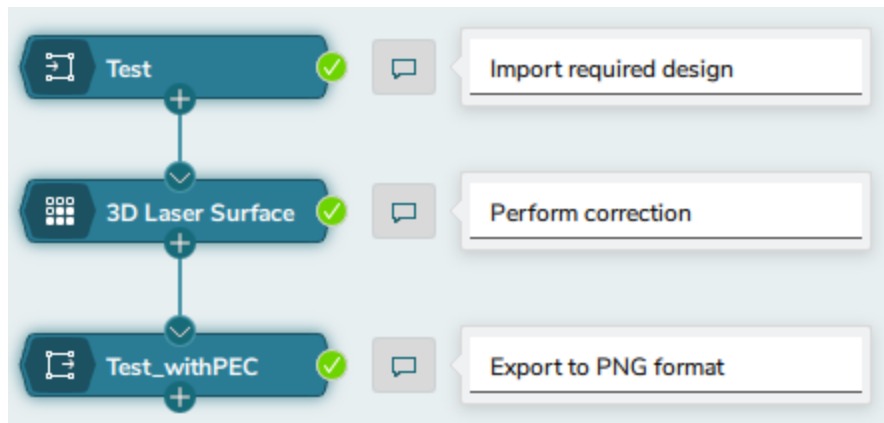 Test
Import required design
3D Laser Surface
Perform correction
Test_withPEC
Export to PNG format